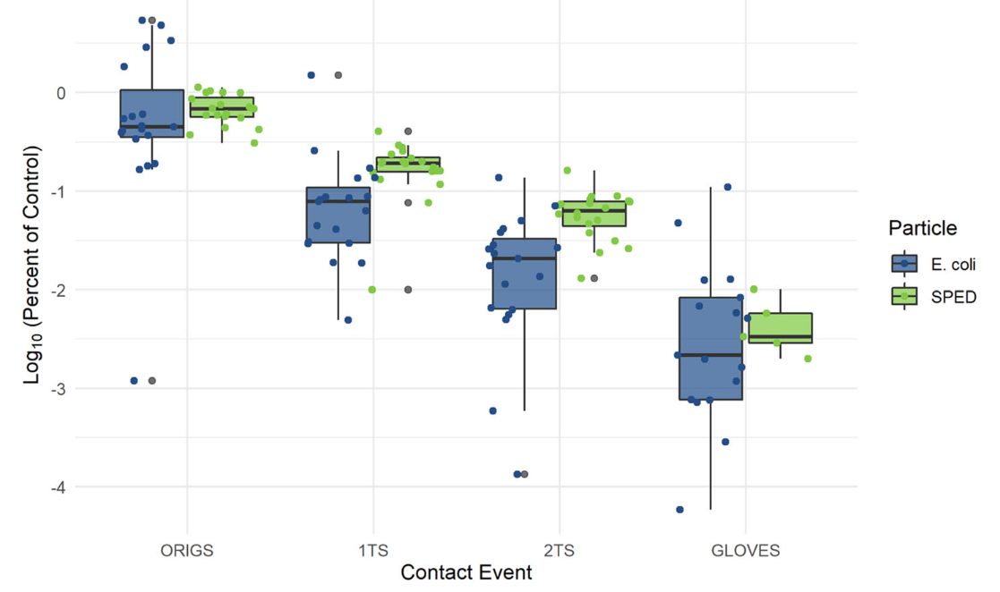 Log10 (Percent of Control)
0
-1
-2
-3
-4
ORIGS 1TS 2TS GLOVES
Contact Event
Particle
E. coli
SPED